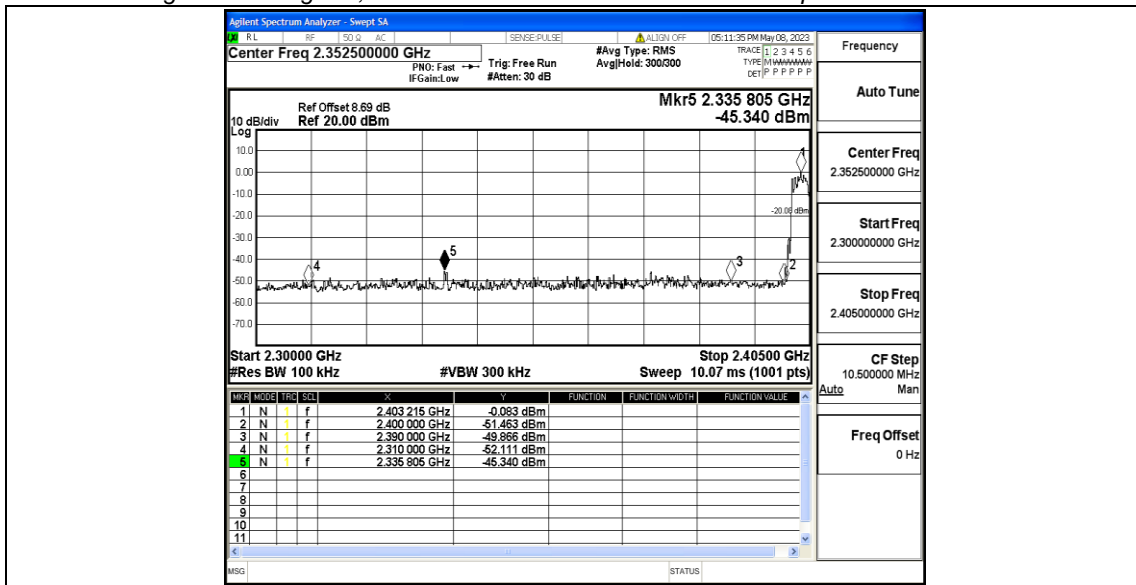 Agilent Spectrum Analyzer - Swept SA
RL RF 50 Ω AC SENSE:PULSE ALIGN OFF 05:11:35 PM May 08, 2023
Center Freq 2.352500000 GHz
PNO: Fast
IFGain:Low
Trig: Free Run
#Atten: 30 dB
#Avg Type: RMS
Avg|Hold: 300/300
TRACE 1 2 3 4 5 6
TYPE M
DET P P P P P P
Ref Offset 8.69 dB
10 dB/div Ref 20.00 dBm
Log
Mkr5 2.335 805 GHz
-45.340 dBm
10.0
0.00
-10.0
-20.0
-30.0
-40.0
-50.0
-60.0
-70.0
-20.08 dBm
1
2
3
4
5
Start 2.30000 GHz Stop 2.40500 GHz
#Res BW 100 kHz #VBW 300 kHz Sweep 10.07 ms (1001 pts)
MKR MODE TRC SCL X Y FUNCTION FUNCTION WIDTH FUNCTION VALUE
1 N 1 f 2.403 215 GHz -0.083 dBm
2 N 1 f 2.400 000 GHz -51.463 dBm
3 N 1 f 2.390 000 GHz -49.866 dBm
4 N 1 f 2.310 000 GHz -52.111 dBm
5 N 1 f 2.335 805 GHz -45.340 dBm
6
7
8
9
10
11
MSG STATUS
Frequency
Auto Tune
Center Freq
2.352500000 GHz
Start Freq
2.300000000 GHz
Stop Freq
2.405000000 GHz
CF Step
10.500000 MHz
Auto Man
Freq Offset
0 Hz